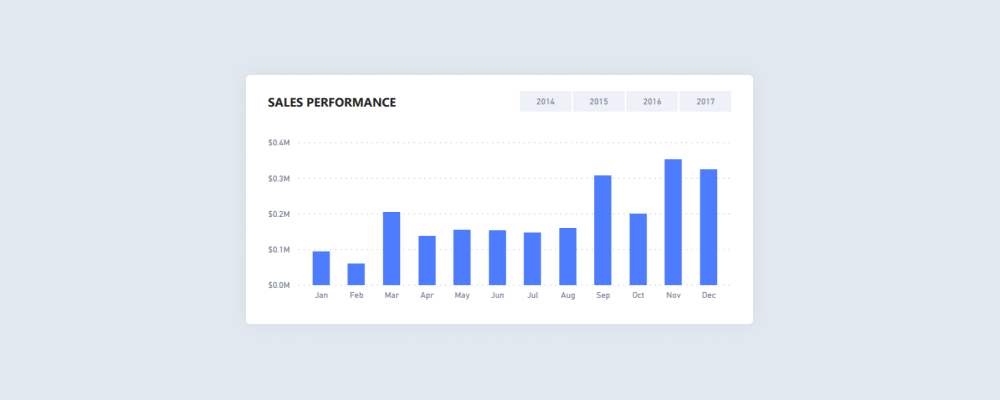 SALES PERFORMANCE
2014 2015 2016 2017
$0.4M
$0.3M
$0.2M
$0.1M
$0.0M
Jan Feb Mar Apr May Jun Jul Aug Sep Oct Nov Dec